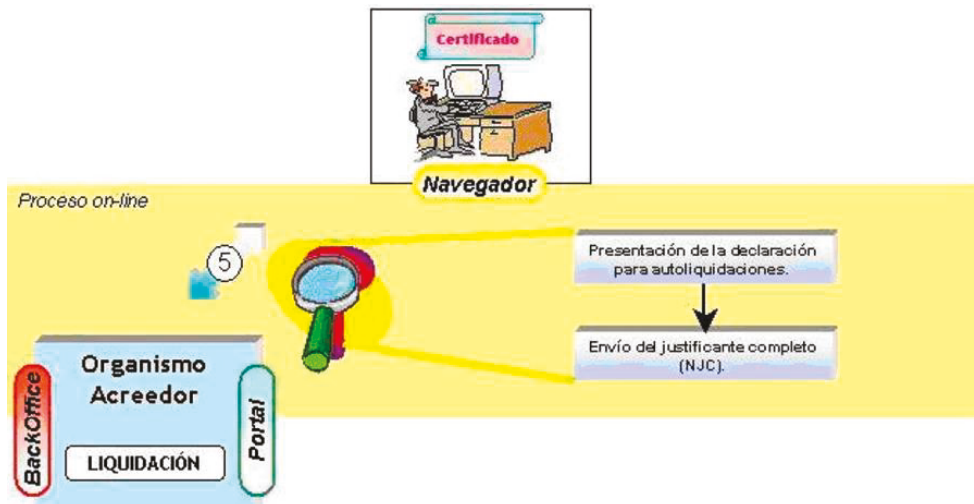 Certificado
Navegador
Proceso on-line
5
Presentación de la declaración
para autoliquidaciones.
Envío del justificante completo
(NJC).
Organismo
Acreedor
BackOffice
Portal
LIQUIDACIÓN